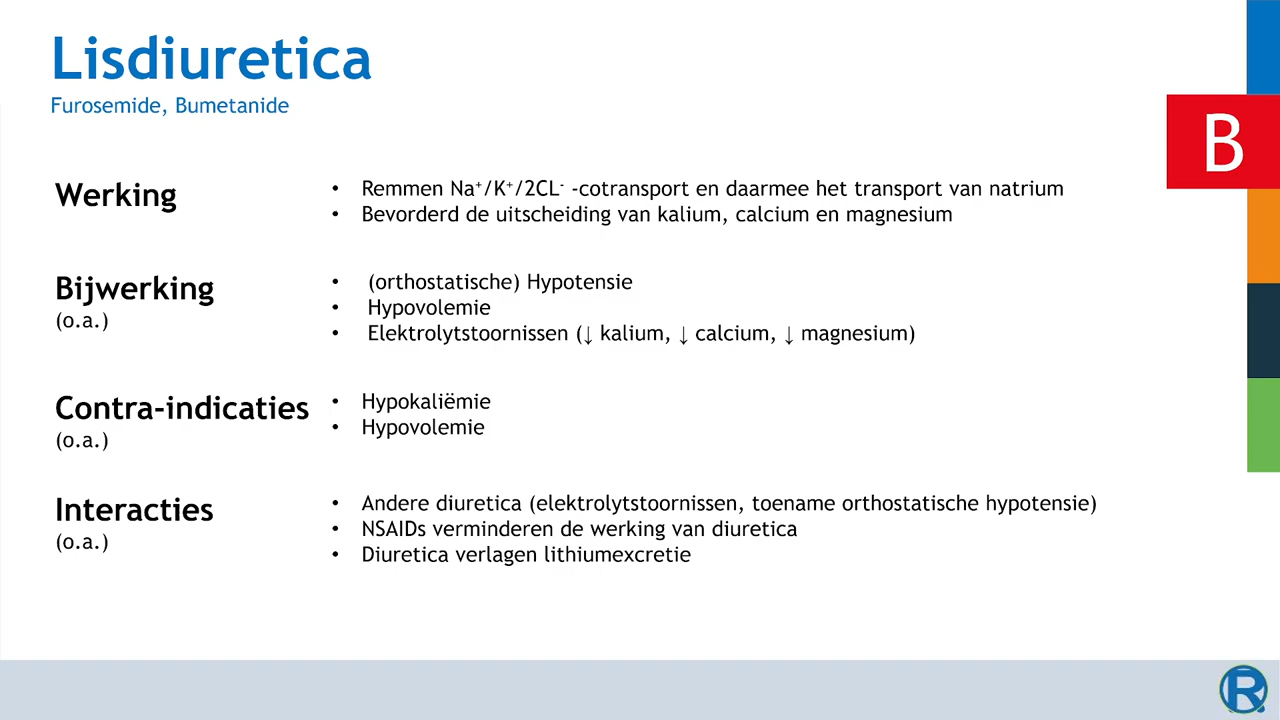 Lisdiuretica
Furosemide, Bumetanide
B
Werking
• Remmen Na⁺/K⁺/2CL⁻ -cotransport en daarmee het transport van natrium
• Bevorderd de uitscheiding van kalium, calcium en magnesium
Bijwerking
(o.a.)
• (orthostatische) Hypotensie
• Hypovolemie
• Elektrolytstoornissen (↓ kalium, ↓ calcium, ↓ magnesium)
Contra-indicaties
(o.a.)
• Hypokaliëmie
• Hypovolemie
Interacties
(o.a.)
• Andere diuretica (elektrolytstoornissen, toename orthostatische hypotensie)
• NSAIDs verminderen de werking van diuretica
• Diuretica verlagen lithiumexcretie
R